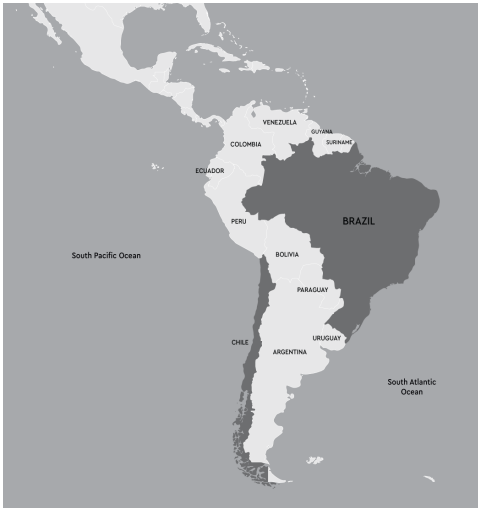 VENEZUELA
GUYANA
SURINAME
COLOMBIA
ECUADOR
PERU
BRAZIL
BOLIVIA
South Pacific Ocean
PARAGUAY
CHILE
URUGUAY
ARGENTINA
South Atlantic
Ocean